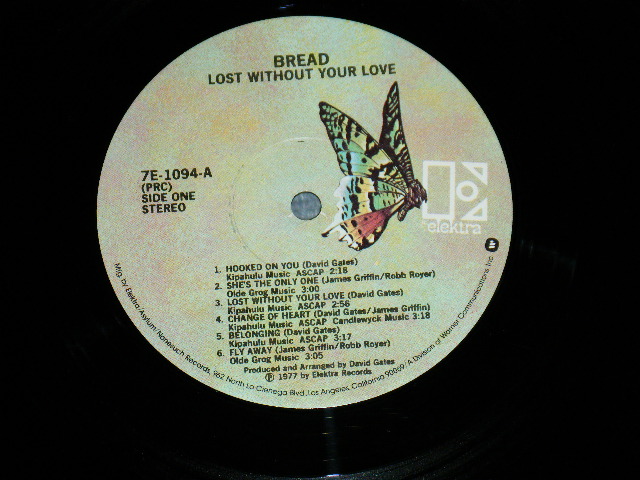 BREAD
LOST WITHOUT YOUR LOVE
7E-1094-A
(PRC)
SIDE ONE
STEREO
elektra
1. HOOKED ON YOU (David Gates)
Kipahulu Music ASCAP 2:18
2. SHE'S THE ONLY ONE (James Griffin/Robb Royer)
Olde Grog Music 3:00
3. LOST WITHOUT YOUR LOVE (David Gates)
Kipahulu Music ASCAP 2:56
4. CHANGE OF HEART (David Gates/James Griffin)
Kipahulu Music ASCAP Candlewyck Music 3:18
5. BELONGING (David Gates)
Kipahulu Music ASCAP 3:17
6. FLY AWAY (James Griffin/Robb Royer)
Olde Grog Music 3:05
Produced and Arranged by David Gates
℗ 1977 by Elektra Records
Mfg. by Elektra/Asylum/Nonesuch Records, 962 North La Cienega Blvd., Los Angeles, California 90069. A Division of Warner Communications Inc.